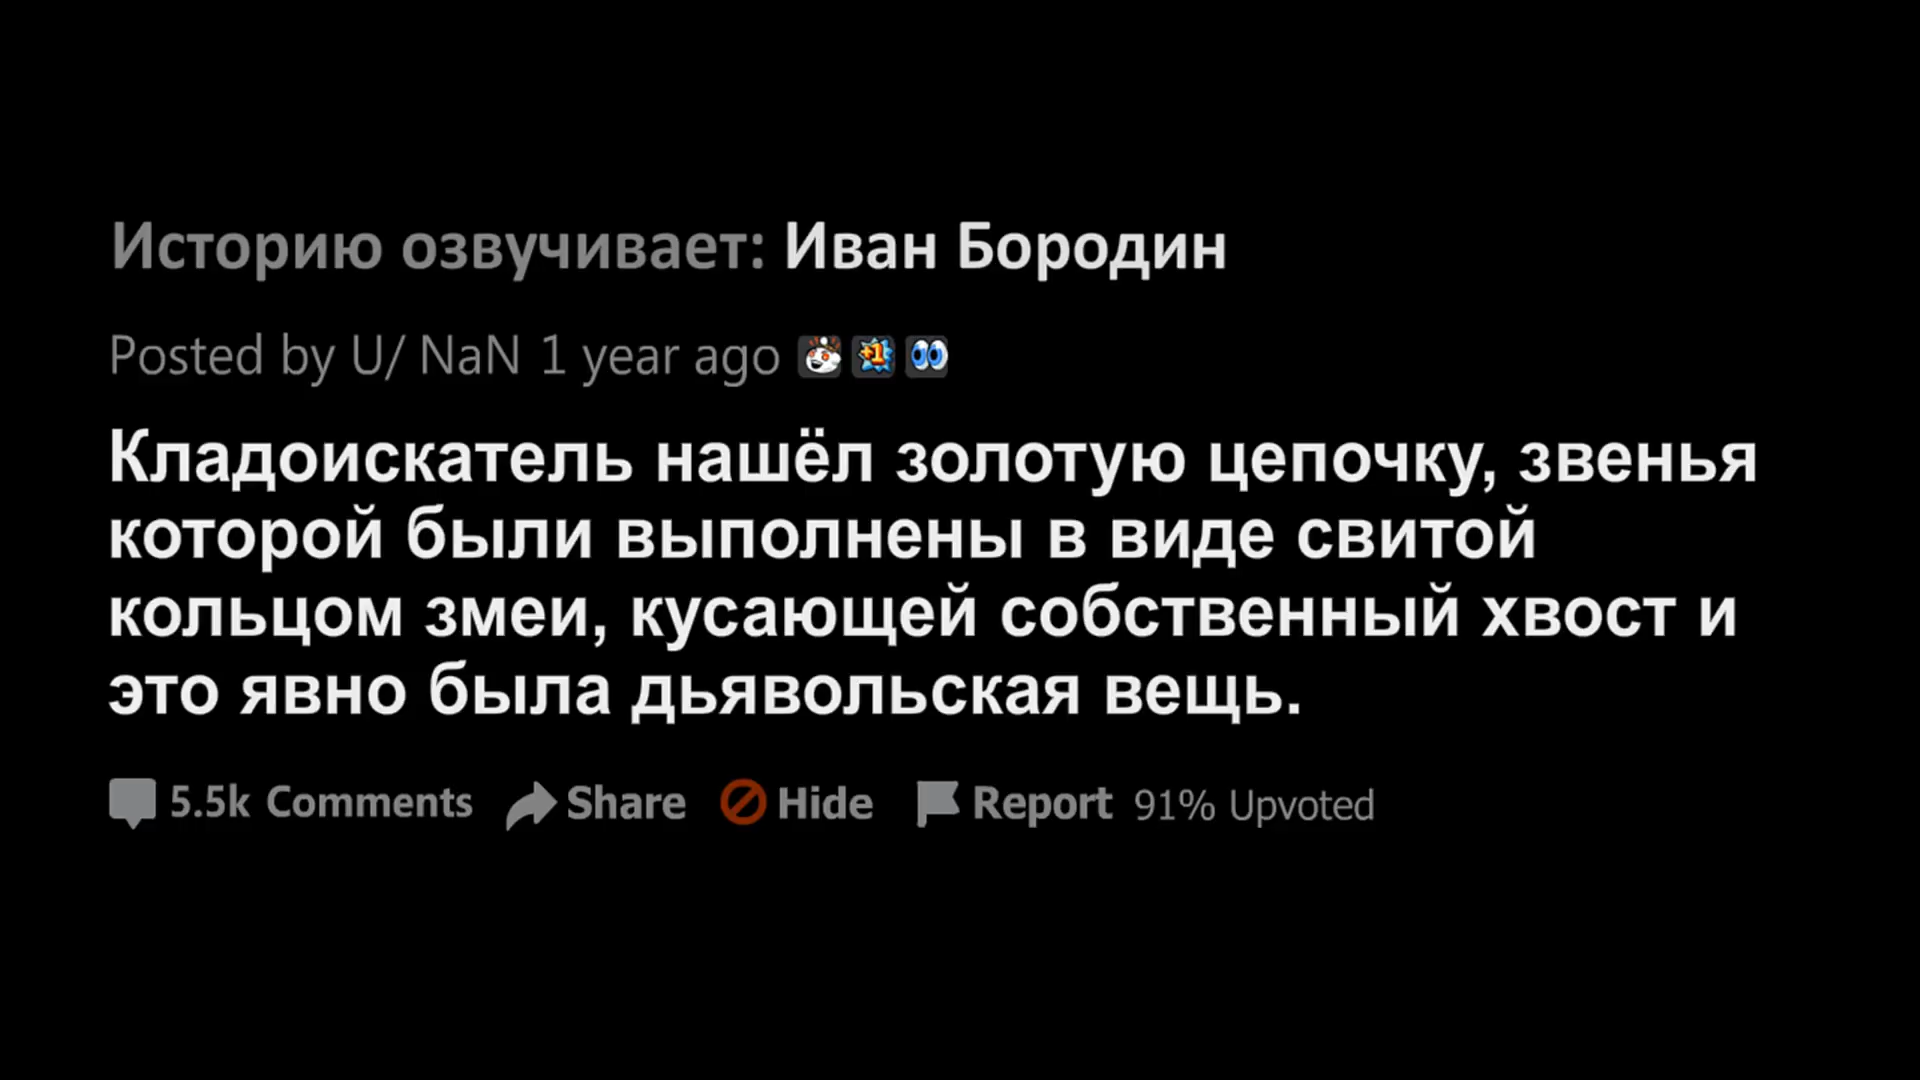 Историю озвучивает: Иван Бородин
Posted by U/ NaN 1 year ago
Кладоискатель нашёл золотую цепочку, звенья
которой были выполнены в виде свитой
кольцом змеи, кусающей собственный хвост и
это явно была дьявольская вещь.
5.5k Comments Share Hide Report 91% Upvoted